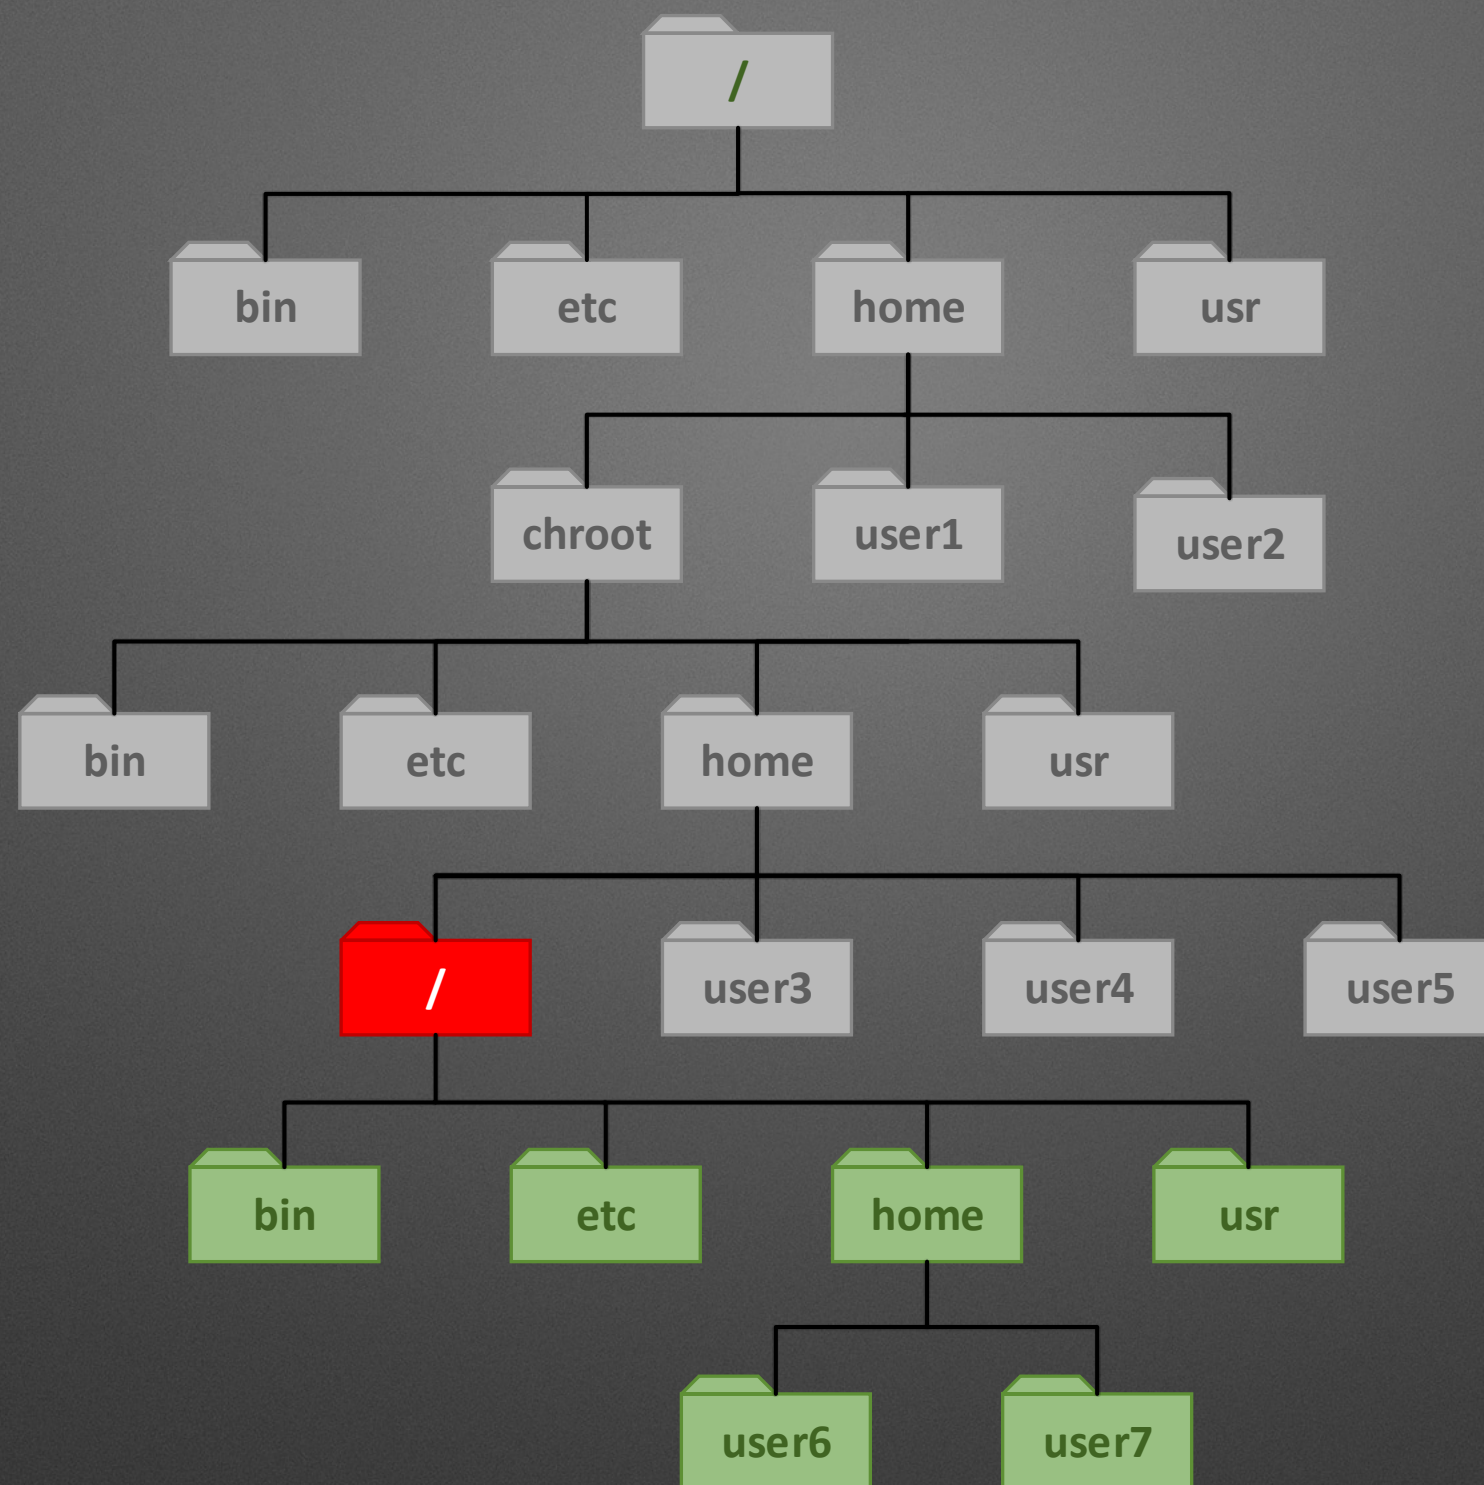 /
bin etc home usr
chroot user1 user2
bin etc home usr
/ user3 user4 user5
bin etc home usr
user6 user7